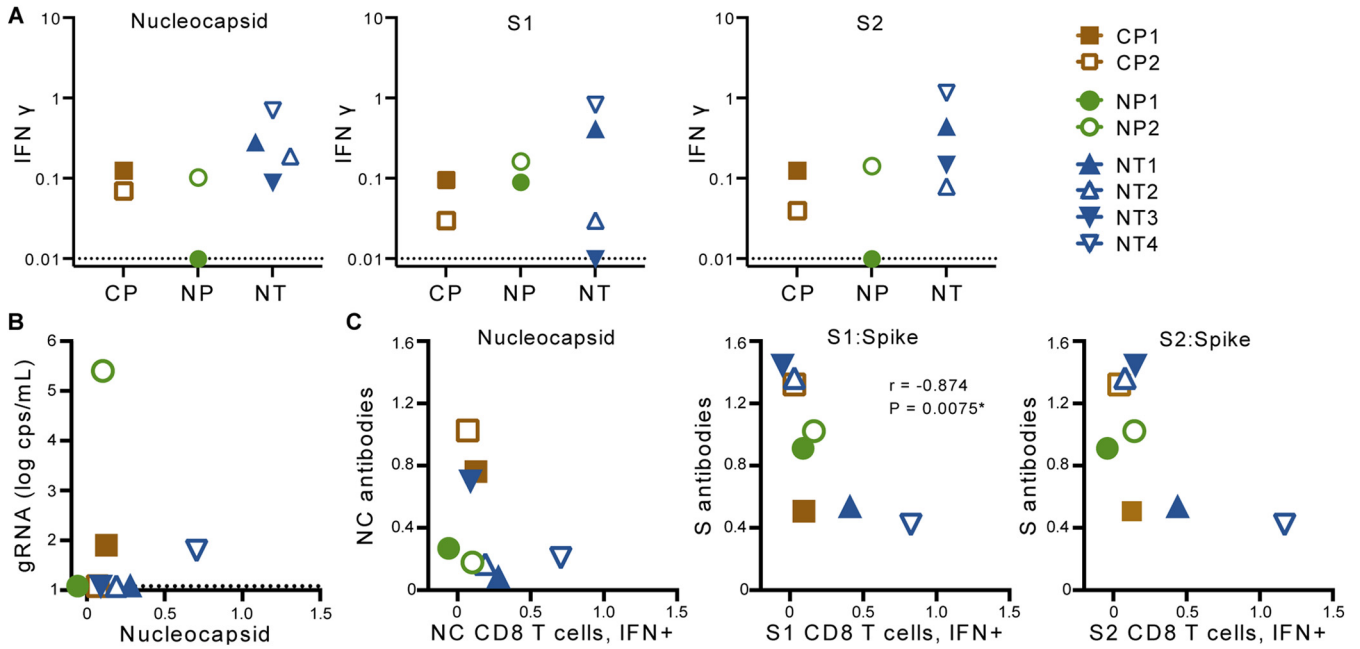 A
Nucleocapsid
S1
S2
IFN γ
10
1
0.1
0.01
CP NP NT
IFN γ
10
1
0.1
0.01
CP NP NT
IFN γ
10
1
0.1
0.01
CP NP NT
CP1
CP2
NP1
NP2
NT1
NT2
NT3
NT4
B
gRNA (log cps/mL)
6
5
4
3
2
1
0 0.5 1.0 1.5
Nucleocapsid
C
Nucleocapsid
NC antibodies
1.6
1.2
0.8
0.4
0
0 0.5 1.0 1.5
NC CD8 T cells, IFN+
S1:Spike
r = -0.874
P = 0.0075*
S antibodies
1.6
1.2
0.8
0.4
0
0 0.5 1.0 1.5
S1 CD8 T cells, IFN+
S2:Spike
S antibodies
1.6
1.2
0.8
0.4
0
0 0.5 1.0 1.5
S2 CD8 T cells, IFN+